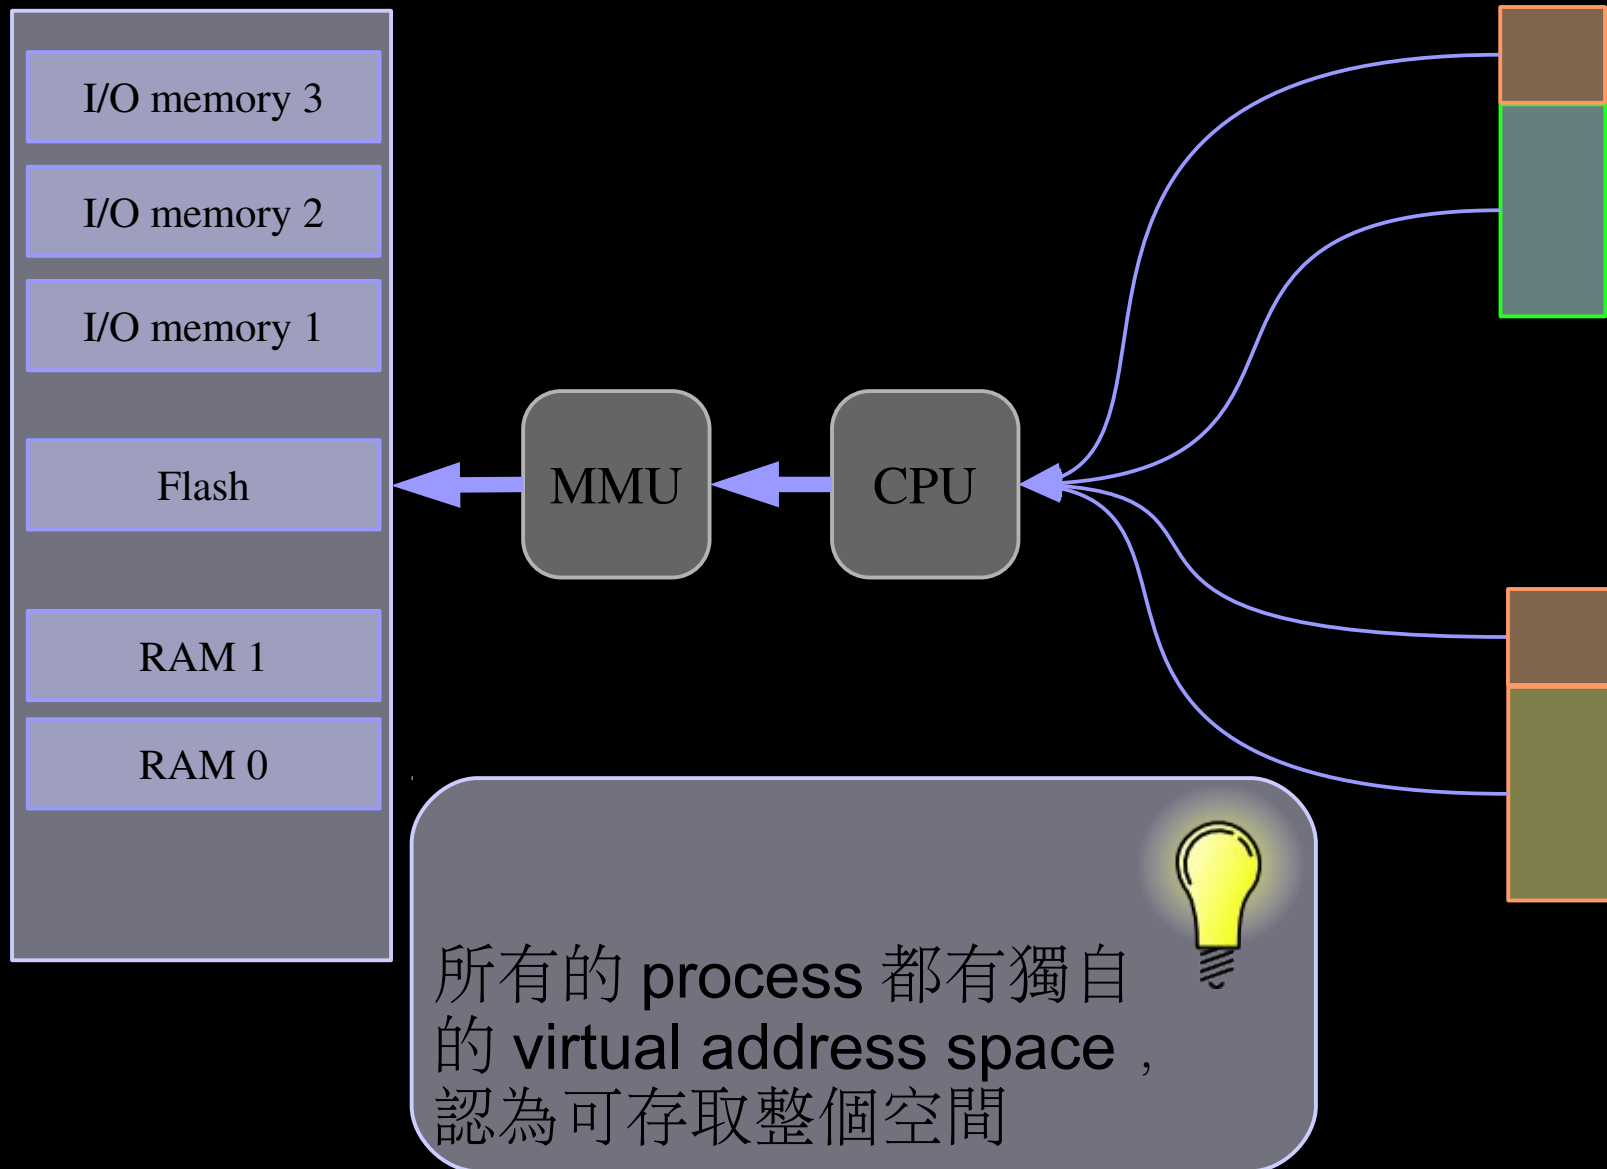 I/O memory 3
I/O memory 2
I/O memory 1
Flash
RAM 1
RAM 0
MMU
CPU
所有的 process 都有獨自
的 virtual address space ,
認為可存取整個空間